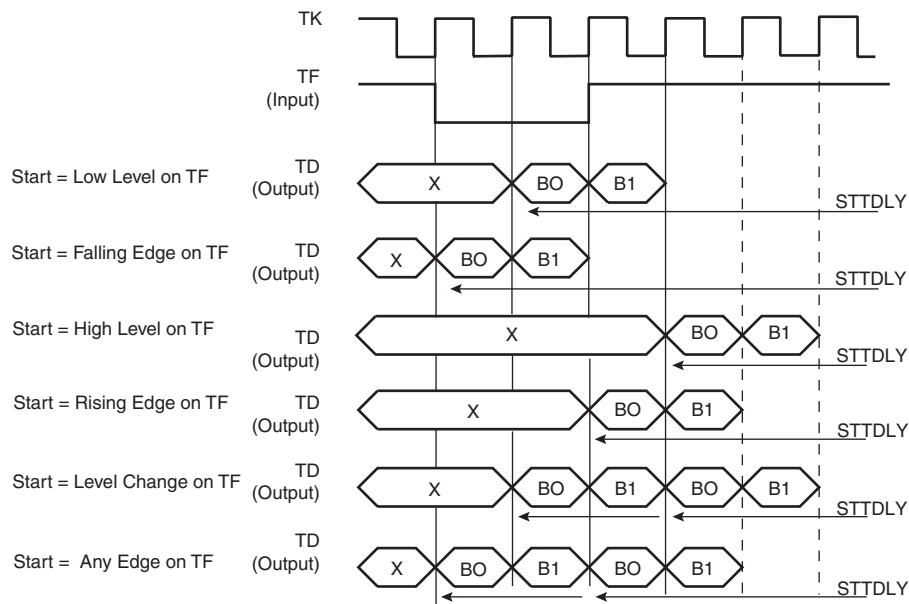 TK
TF
(Input)
Start = Low Level on TF
TD
(Output)
X
BO
B1
STTDLY
Start = Falling Edge on TF
TD
(Output)
X
BO
B1
STTDLY
Start = High Level on TF
TD
(Output)
X
BO
B1
STTDLY
Start = Rising Edge on TF
TD
(Output)
X
BO
B1
STTDLY
Start = Level Change on TF
TD
(Output)
X
BO
B1
BO
B1
STTDLY
Start = Any Edge on TF
TD
(Output)
X
BO
B1
BO
B1
STTDLY